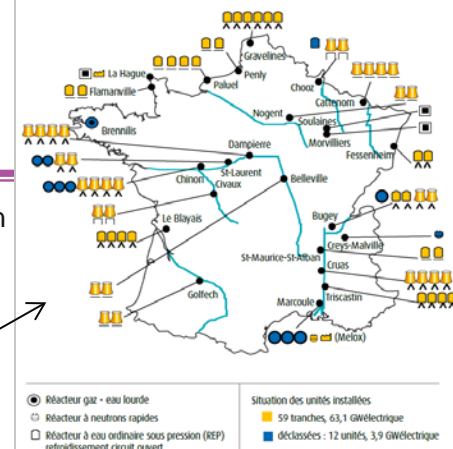 Gravelines
Penly
Chooz
La Hague
Paluel
Cattenom
Flamanville
Nogent
Soulaines
Brennilis
Morvilliers
Dampierre
Fessenheim
St-Laurent
Chinon
Civaux
Belleville
n
Le Blayais
Bugey
Creys-Malville
St-Maurice-St-Alban
Cruas
Golfech
Triscastin
Marcoule
(Melox)
Réacteur gaz - eau lourde
Réacteur à neutrons rapides
Réacteur à eau ordinaire sous pression (REP)
refroidissement circuit ouvert
Situation des unités installées
59 tranches, 63,1 GWélectrique
déclassées : 12 unités, 3,9 GWélectrique